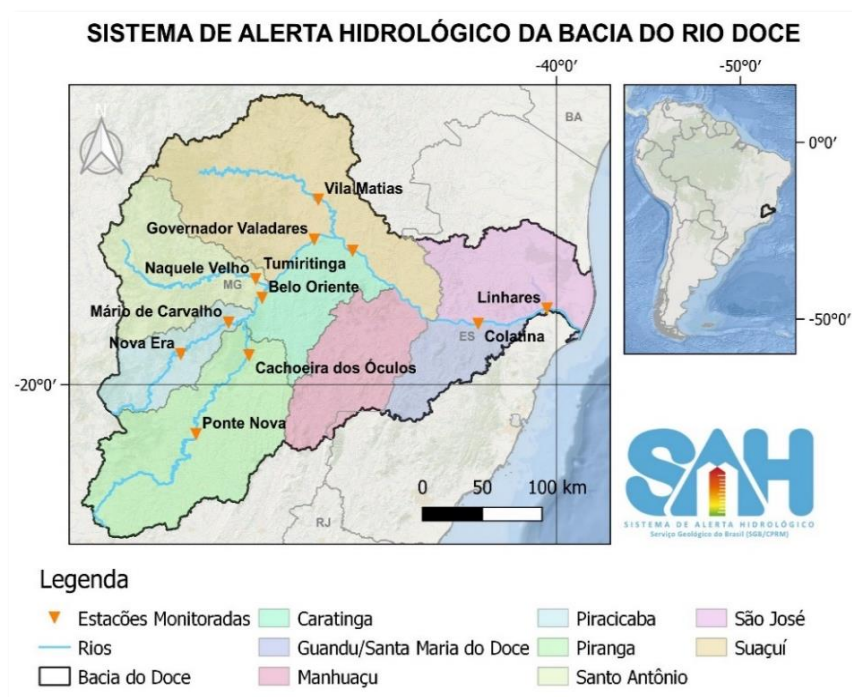 SISTEMA DE ALERTA HIDROLÓGICO DA BACIA DO RIO DOCE
-40°0'
-50°0'
N
BA
0°0'
Vila Matias
Governador Valadares
Naquele Velho
Tumiritinga
MG
Belo Oriente
Linhares
Mário de Carvalho
Nova Era
ES
Colatina
-50°0'
Cachoeira dos Óculos
-20°0'
Ponte Nova
0 50 100 km
RJ
SAH
SISTEMA DE ALERTA HIDROLÓGICO
Serviço Geológico de Brasil (SGB/CPRM)
Legenda
Estacões Monitoradas
Caratinga
Piracicaba
São José
Rios
Guandu/Santa Maria do Doce
Piranga
Suaçuí
Bacia do Doce
Manhuaçu
Santo Antônio